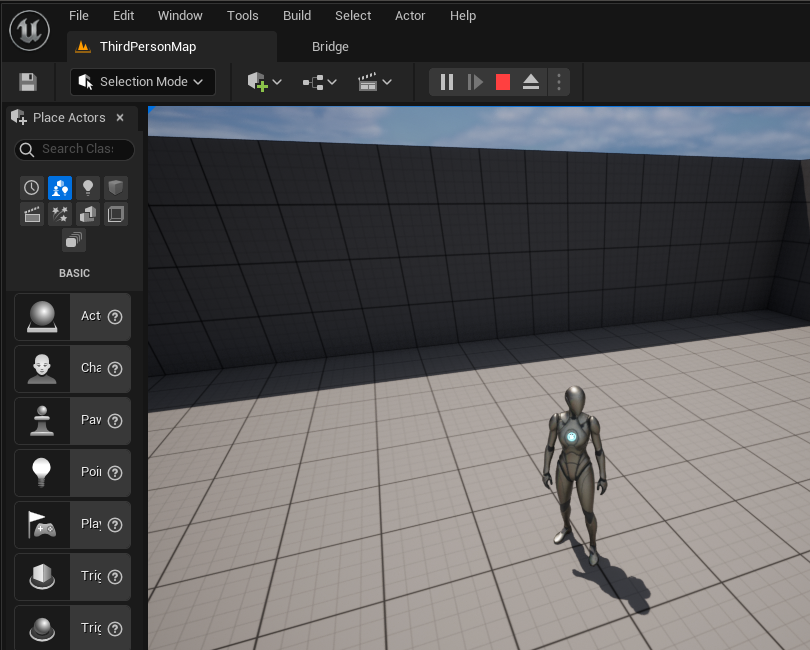 File Edit Window Tools Build Select Actor Help
ThirdPersonMap Bridge
Selection Mode
Place Actors
Search Clas
BASIC
Act
Cha
Pav
Poi
Play
Trig
Trig